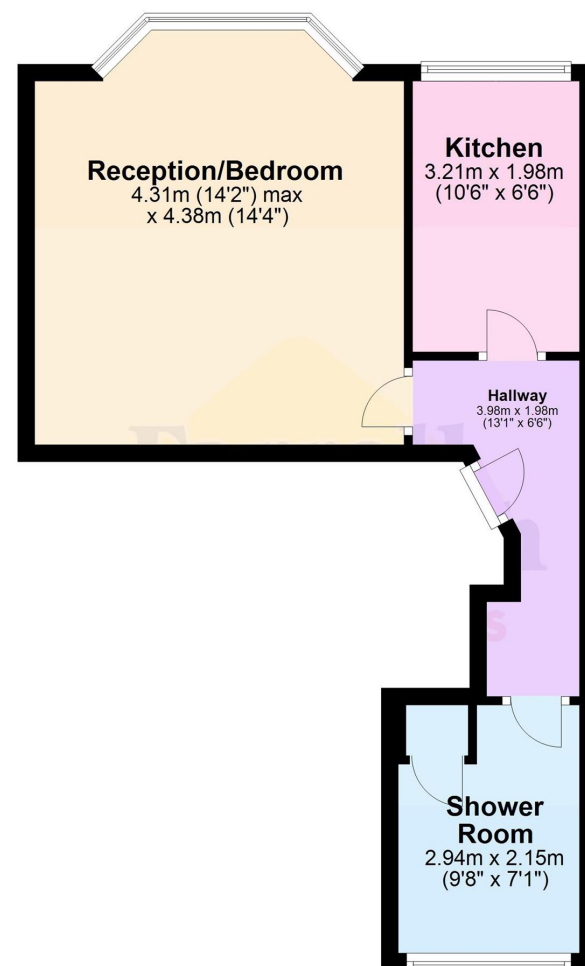 Reception/Bedroom
4.31m (14'2") max
x 4.38m (14'4")
Kitchen
3.21m x 1.98m
(10'6" x 6'6")
Hallway
3.98m x 1.98m
(13'1" x 6'6")
Shower
Room
2.94m x 2.15m
(9'8" x 7'1")